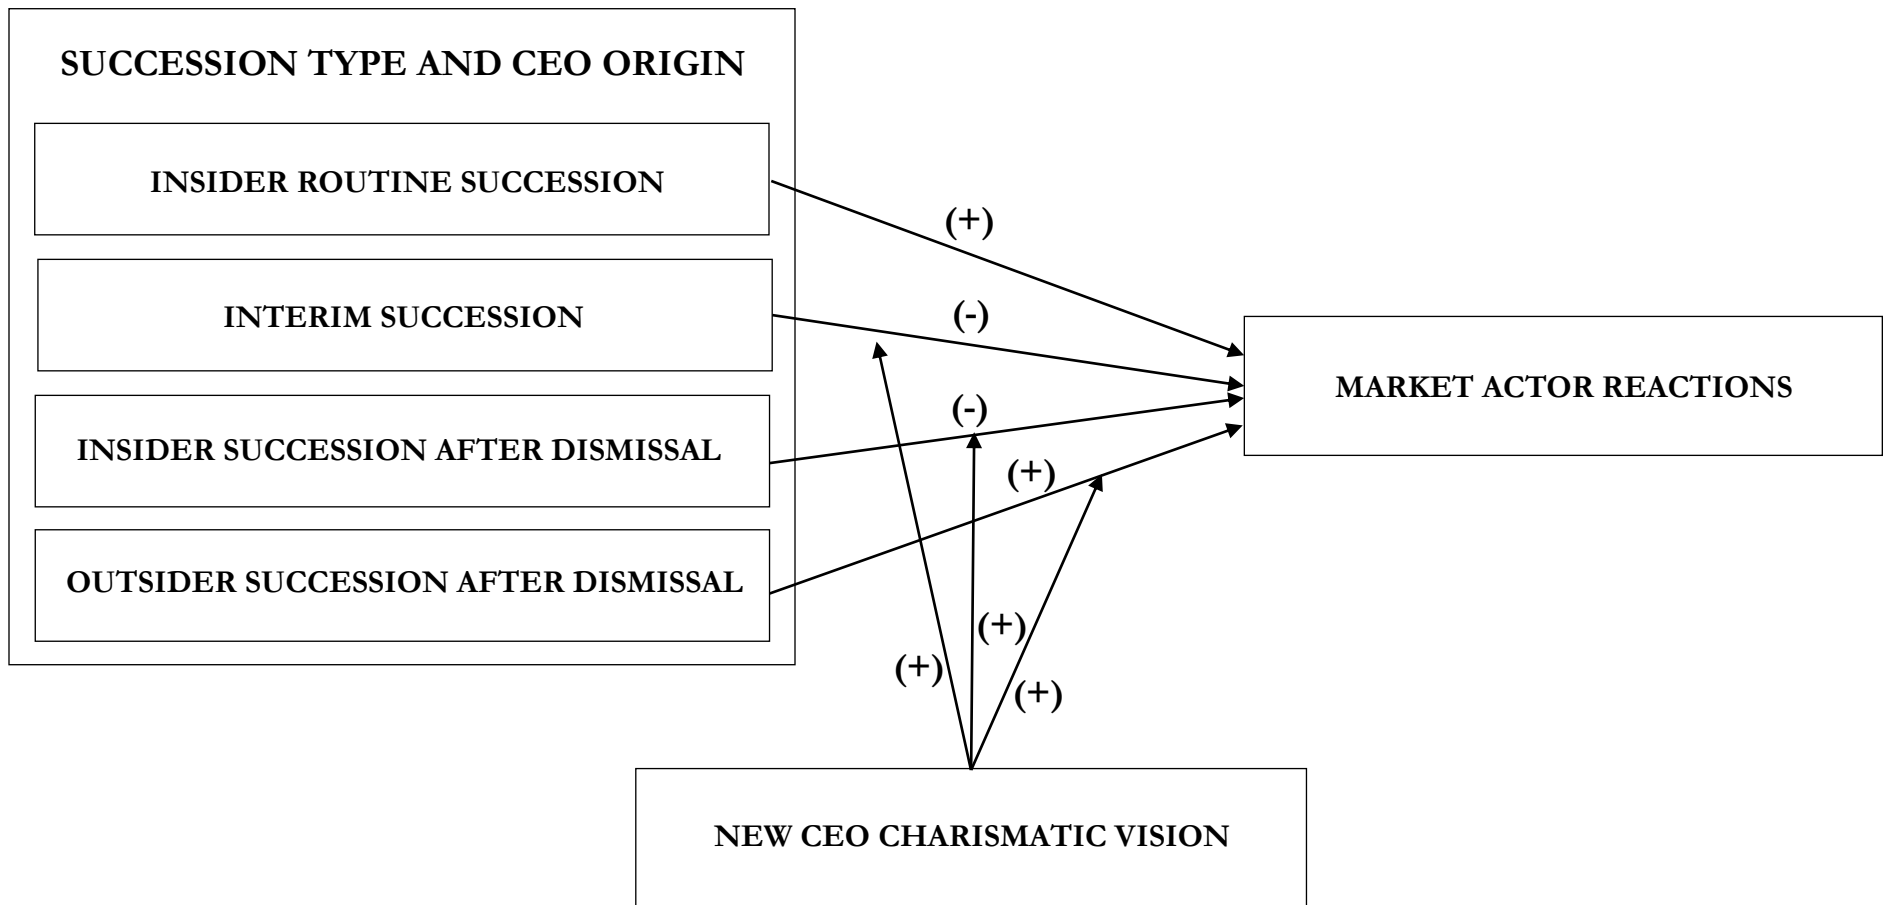 SUCCESSION TYPE AND CEO ORIGIN
INSIDER ROUTINE SUCCESSION
(+)
INTERIM SUCCESSION
(-)
MARKET ACTOR REACTIONS
(-)
INSIDER SUCCESSION AFTER DISMISSAL
(+)
OUTSIDER SUCCESSION AFTER DISMISSAL
(+)
(+)
(+)
NEW CEO CHARISMATIC VISION